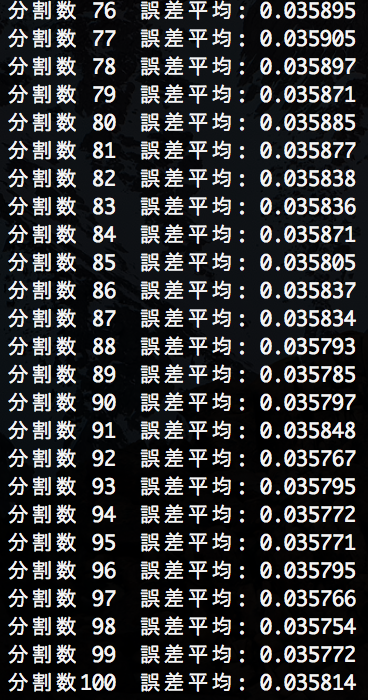 分割数 76 誤差平均: 0.035895
分割数 77 誤差平均: 0.035905
分割数 78 誤差平均: 0.035897
分割数 79 誤差平均: 0.035871
分割数 80 誤差平均: 0.035885
分割数 81 誤差平均: 0.035877
分割数 82 誤差平均: 0.035838
分割数 83 誤差平均: 0.035836
分割数 84 誤差平均: 0.035871
分割数 85 誤差平均: 0.035805
分割数 86 誤差平均: 0.035837
分割数 87 誤差平均: 0.035834
分割数 88 誤差平均: 0.035793
分割数 89 誤差平均: 0.035785
分割数 90 誤差平均: 0.035797
分割数 91 誤差平均: 0.035848
分割数 92 誤差平均: 0.035767
分割数 93 誤差平均: 0.035795
分割数 94 誤差平均: 0.035772
分割数 95 誤差平均: 0.035771
分割数 96 誤差平均: 0.035795
分割数 97 誤差平均: 0.035766
分割数 98 誤差平均: 0.035754
分割数 99 誤差平均: 0.035772
分割数100 誤差平均: 0.035814